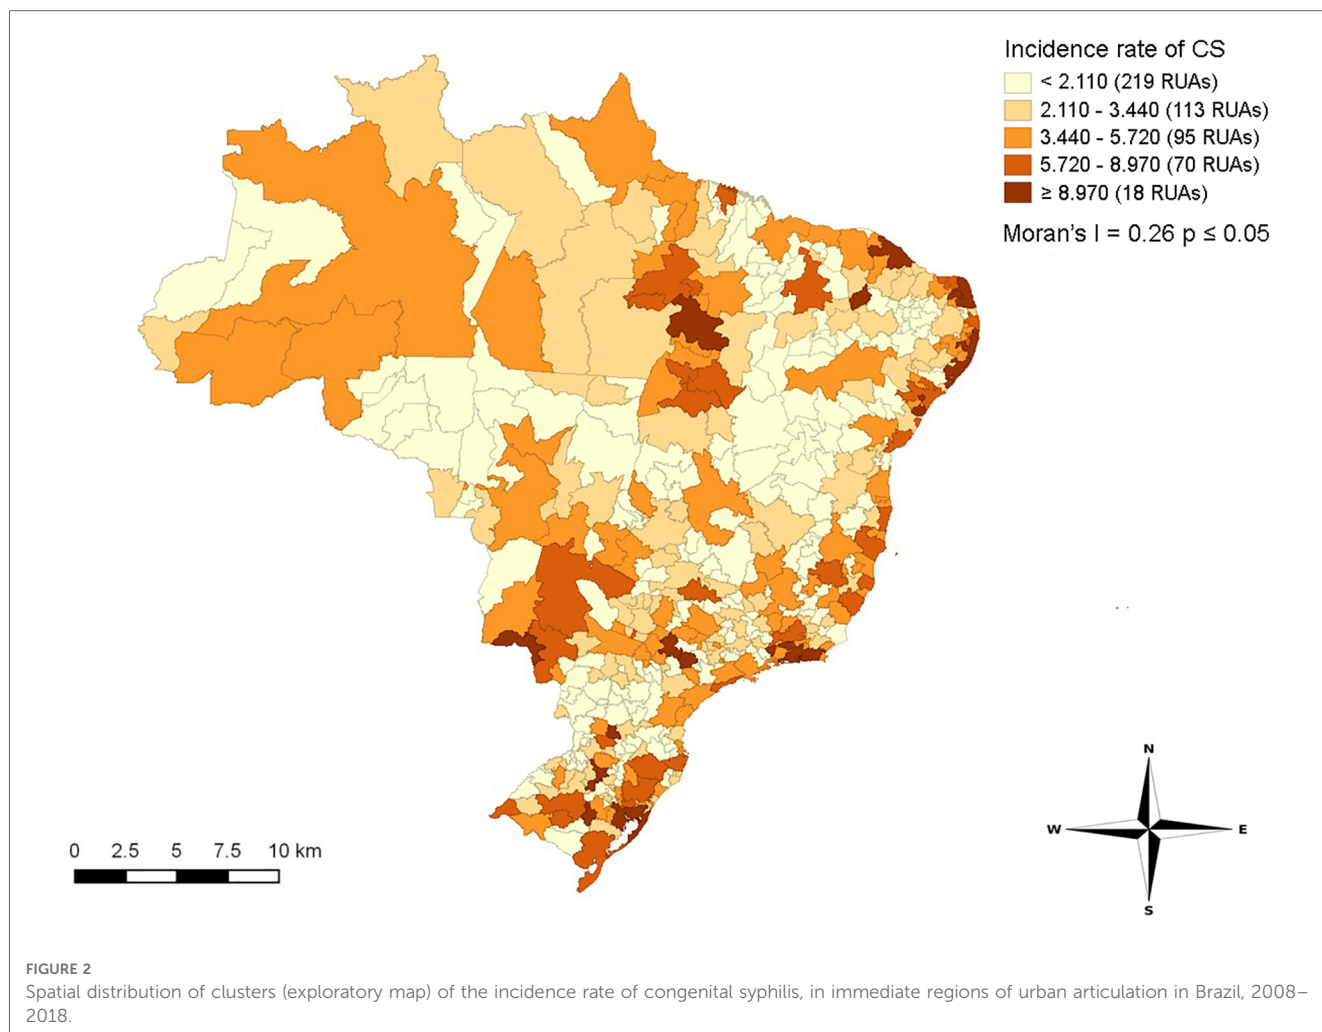 Incidence rate of CS
< 2.110 (219 RUAs)
2.110 - 3.440 (113 RUAs)
3.440 - 5.720 (95 RUAs)
5.720 - 8.970 (70 RUAs)
≥ 8.970 (18 RUAs)
Moran's I = 0.26 p ≤ 0.05
N
W E
S
0 2.5 5 7.5 10 km
FIGURE 2
Spatial distribution of clusters (exploratory map) of the incidence rate of congenital syphilis, in immediate regions of urban articulation in Brazil, 2008–
2018.